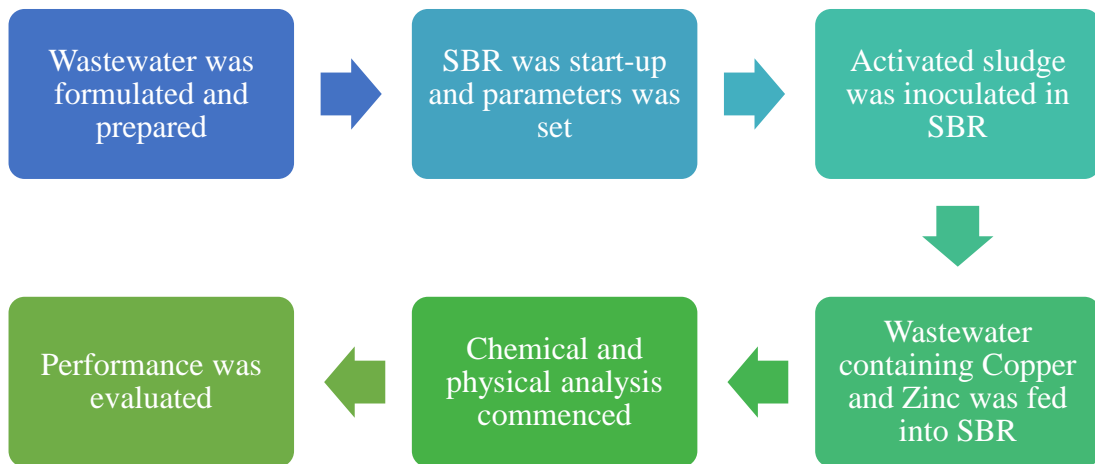 Wastewater was
formulated and
prepared
SBR was start-up
and parameters was
set
Activated sludge
was inoculated in
SBR
Wastewater
containing Copper
and Zinc was fed
into SBR
Chemical and
physical analysis
commenced
Performance was
evaluated